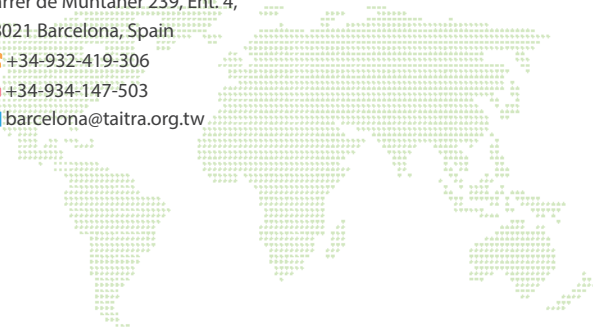 rrer de Muntaner 239, Ent. 4,
8021 Barcelona, Spain
+34-932-419-306
+34-934-147-503
barcelona@taitra.org.tw